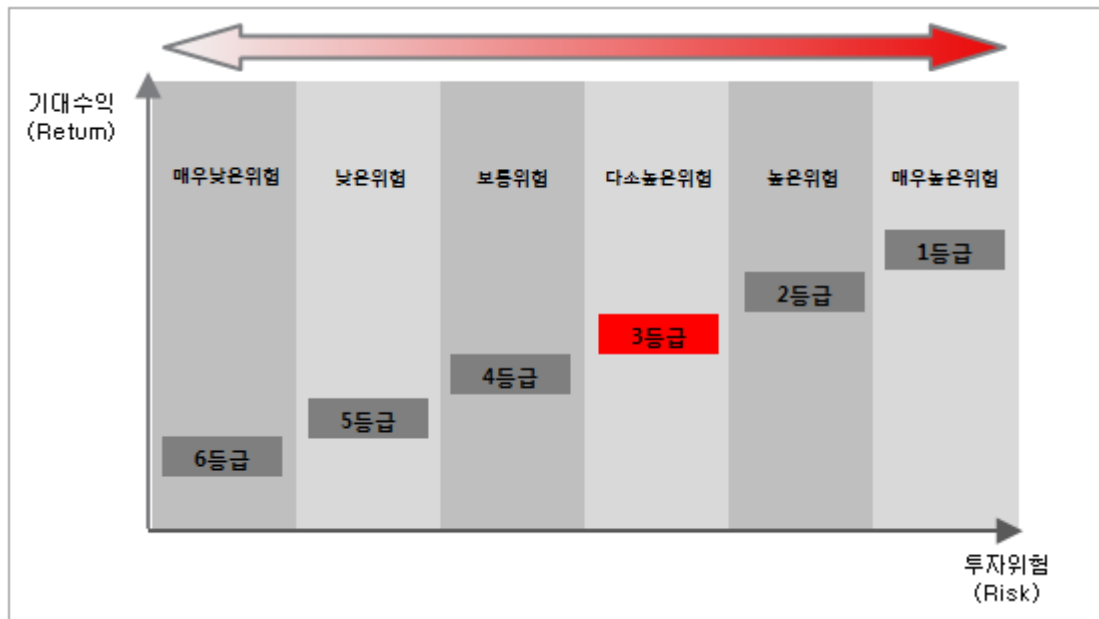 기대수익
(Return)
매우낮은위험 낮은위험 보통위험 다소높은위험 높은위험 매우높은위험
1등급
2등급
3등급
4등급
5등급
6등급
투자위험
(Risk)